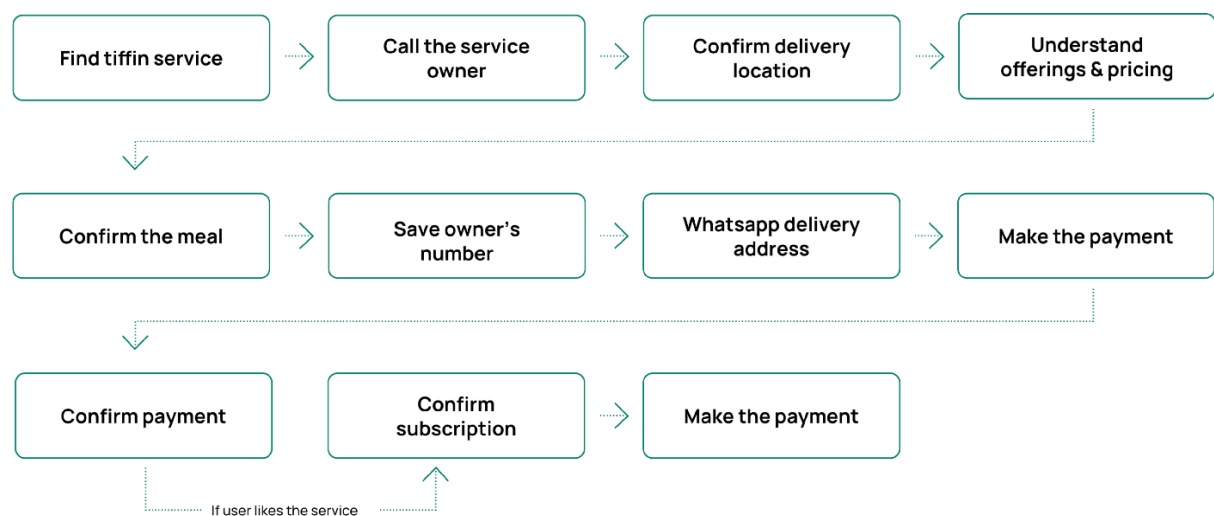 Find tiffin service
Call the service
owner
Confirm delivery
location
Understand
offerings & pricing
Confirm the meal
Save owner's
number
Whatsapp delivery
address
Make the payment
Confirm payment
Confirm
subscription
Make the payment
If user likes the service